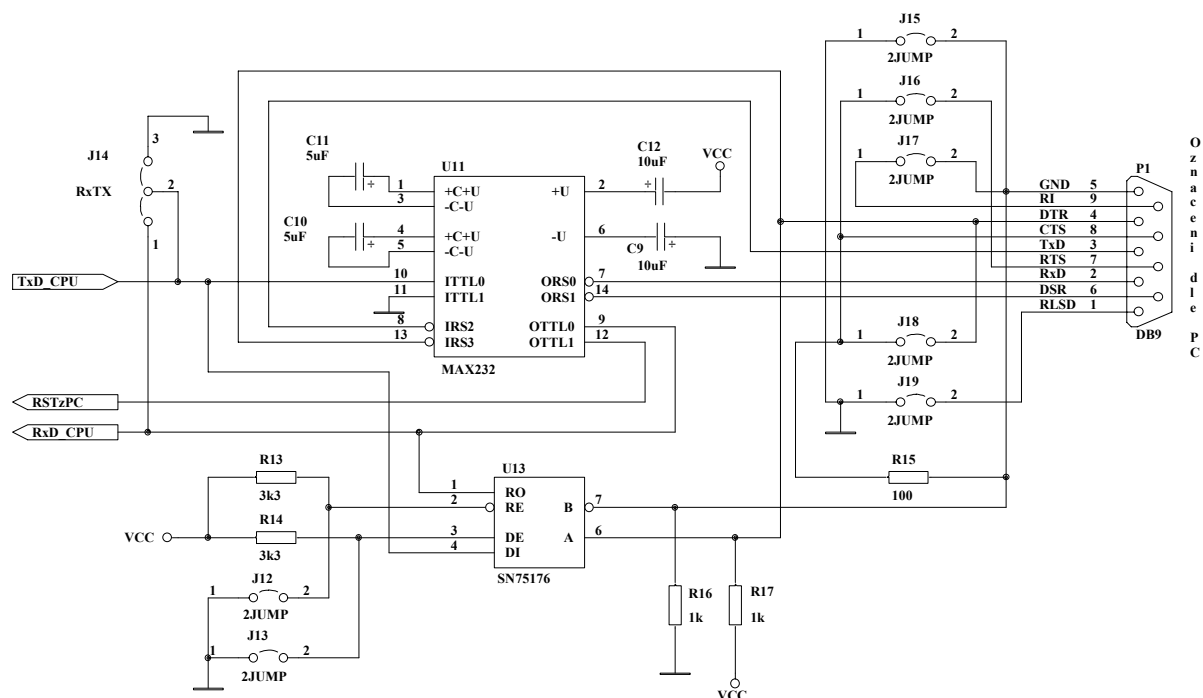 J15
1 2
2JUMP
J16
1 2
2JUMP
J17
1 2
2JUMP
J14
RxTX
3
2
1
C11
5uF
C10
5uF
U11
1 +C+U
3 -C-U
4 +C+U
5 -C-U
10 ITTL0
11 ITTL1
8 IRS2
13 IRS3
+U 2
-U 6
ORS0 7
ORS1 14
OTTL0 9
OTTL1 12
MAX232
C12
10uF
VCC
C9
10uF
P1
GND 5
RI 9
DTR 4
CTS 8
TxD 3
RTS 7
RxD 2
DSR 6
RLSD 1
DB9
Oznaceni dle PC
TxD_CPU
RSTzPC
RxD_CPU
J18
1 2
2JUMP
J19
1 2
2JUMP
R15
100
R13
3k3
R14
3k3
VCC
J12
1 2
2JUMP
J13
1 2
2JUMP
U13
1 RO
2 RE
3 DE
4 DI
B 7
A 6
SN75176
R16
1k
R17
1k
VCC